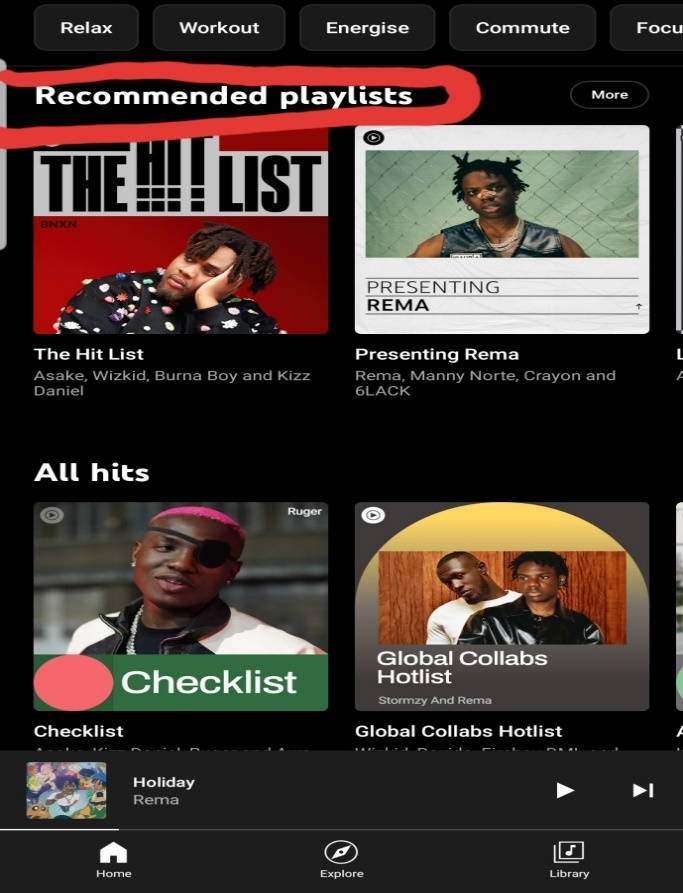 Relax Workout Energise Commute Focu
Recommended playlists More
THE HIT LIST
BNXN
PRESENTING
REMA
The Hit List Presenting Rema
Asake, Wizkid, Burna Boy and Kizz Rema, Manny Norte, Crayon and
Daniel 6LACK
All hits
Ruger
Checklist
Global Collabs
Hotlist
Stormzy And Rema
Checklist Global Collabs Hotlist
Holiday
Rema
Home Explore Library